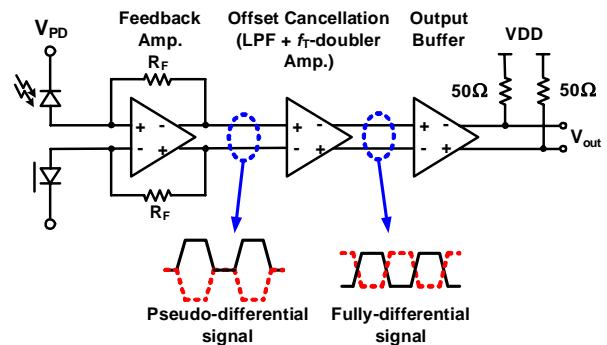 Feedback
Amp.
Offset Cancellation
(LPF + fT-doubler
Amp.)
Output
Buffer
VPD
VDD
RF
50Ω
50Ω
+
-
-
+
+
-
-
+
+
-
-
+
Vout
RF
Pseudo-differential
signal
Fully-differential
signal